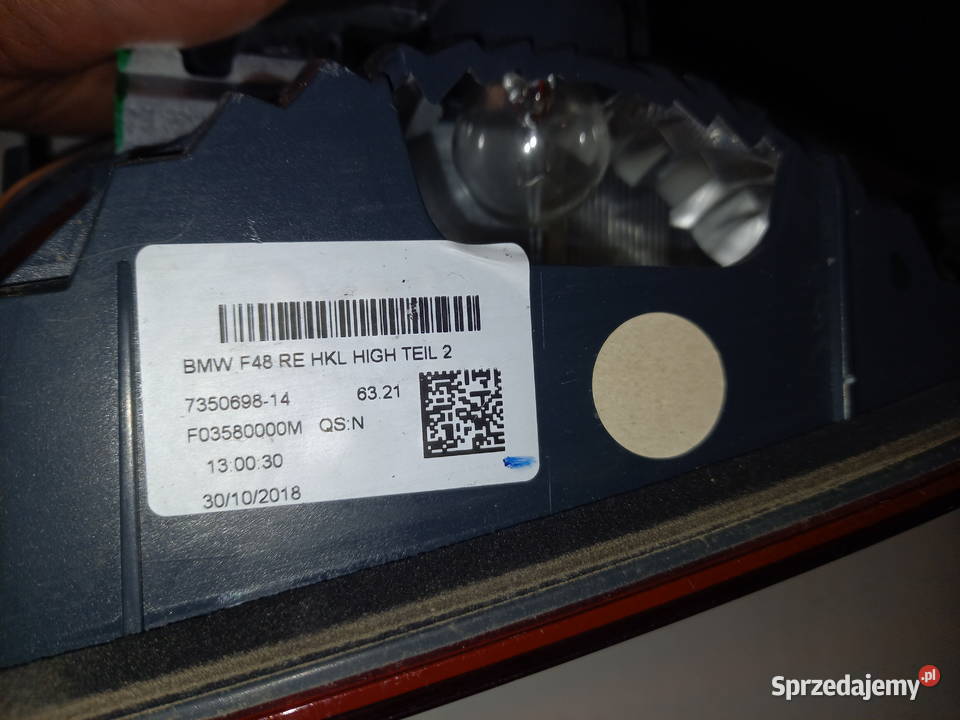 BMW F48 RE HKL HIGH TEIL 2
7350698-14 63.21
F03580000M QS:N
13:00:30
30/10/2018
Sprzedajemy.pl